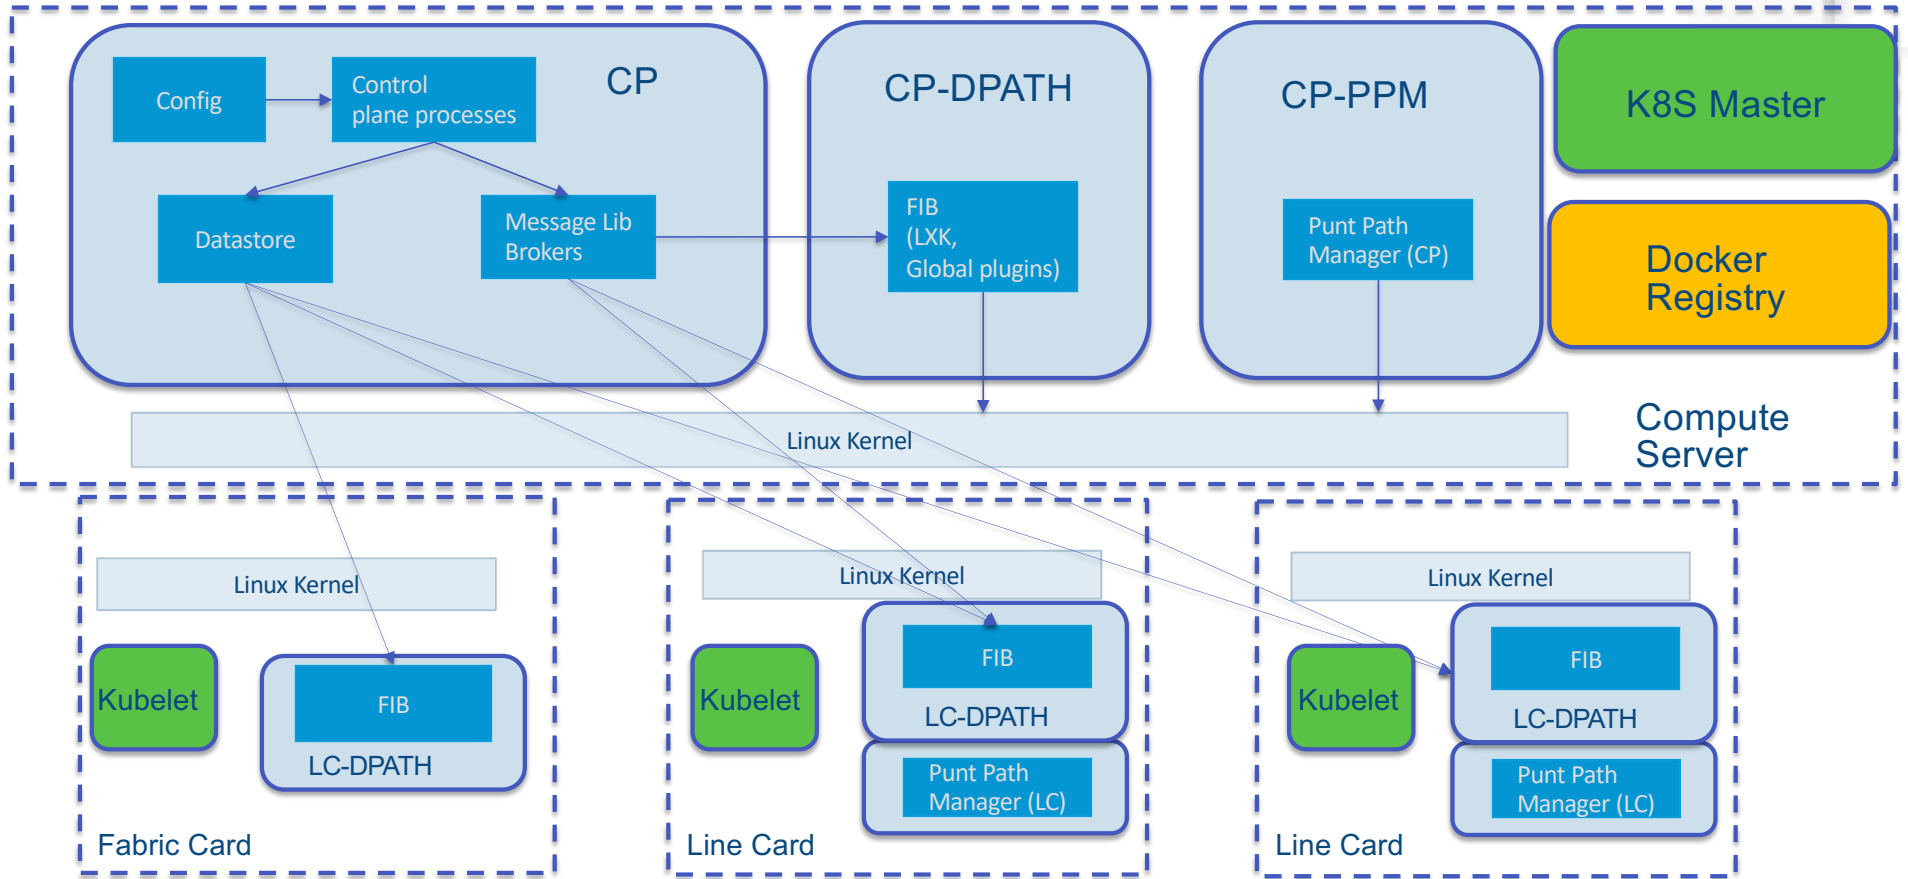 CP
Config
Control
plane processes
Datastore
Message Lib
Brokers
CP-DPATH
FIB
(LXK,
Global plugins)
CP-PPM
Punt Path
Manager (CP)
K8S Master
Docker
Registry
Linux Kernel
Compute
Server
Linux Kernel
Kubelet
FIB
LC-DPATH
Fabric Card
Linux Kernel
Kubelet
FIB
LC-DPATH
Punt Path
Manager (LC)
Line Card
Linux Kernel
Kubelet
FIB
LC-DPATH
Punt Path
Manager (LC)
Line Card